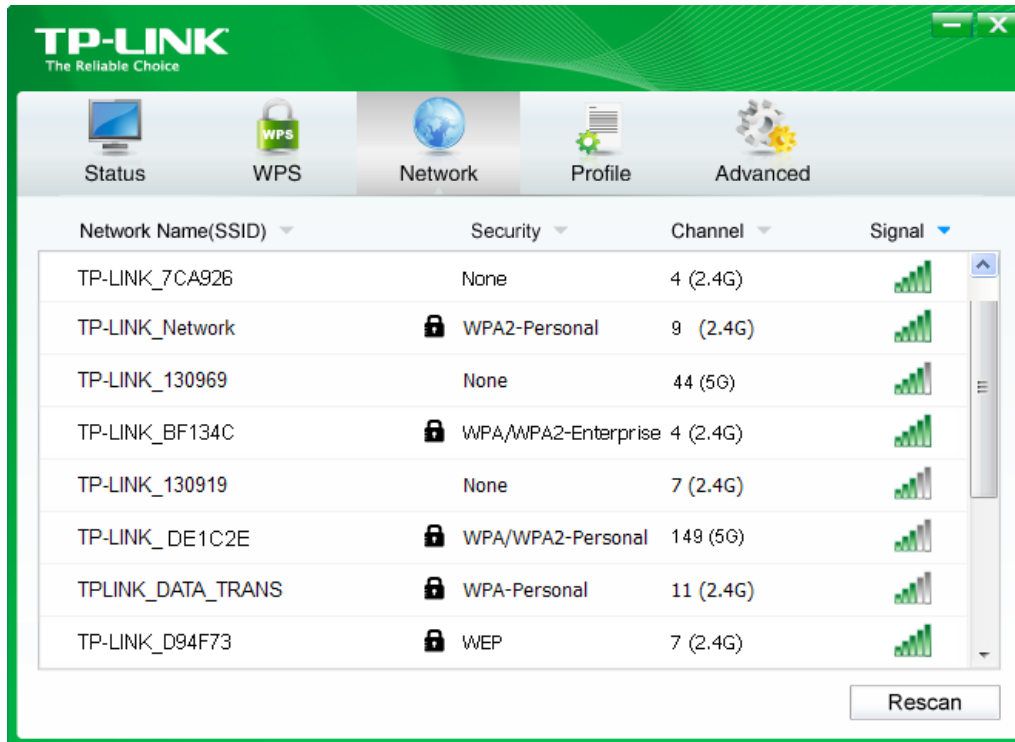 TP-LINK
The Reliable Choice
WPS
Status WPS Network Profile Advanced
Network Name(SSID) Security Channel Signal
TP-LINK_7CA926 None 4 (2.4G)
TP-LINK_Network WPA2-Personal 9 (2.4G)
TP-LINK_130969 None 44 (5G)
TP-LINK_BF134C WPA/WPA2-Enterprise 4 (2.4G)
TP-LINK_130919 None 7 (2.4G)
TP-LINK_ DE1C2E WPA/WPA2-Personal 149 (5G)
TPLINK_DATA_TRANS WPA-Personal 11 (2.4G)
TP-LINK_D94F73 WEP 7 (2.4G)
Rescan